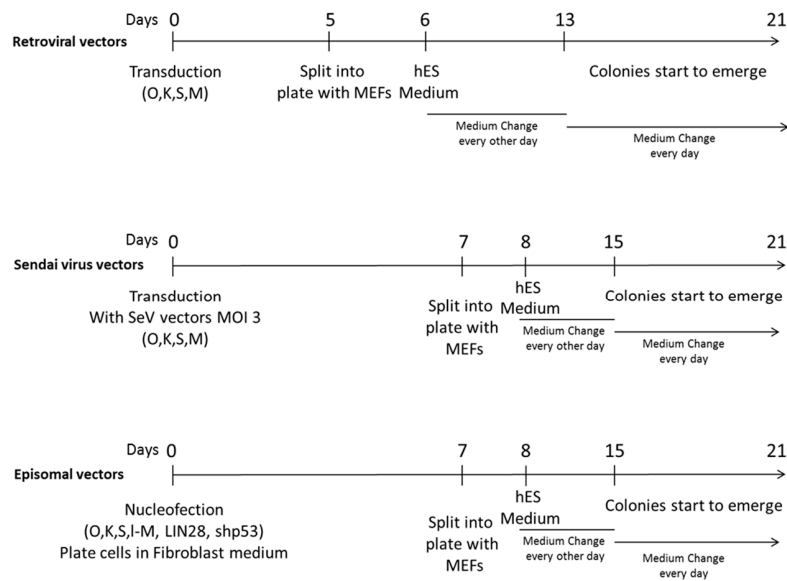 Days 0 5 6 13 21
Retroviral vectors
Transduction
(O,K,S,M)
Split into
plate with MEFs
hES
Medium
Colonies start to emerge
Medium Change
every other day
Medium Change
every day
Days 0 7 8 15 21
Sendai virus vectors
Transduction
With SeV vectors MOI 3
(O,K,S,M)
Split into
plate with
MEFs
hES
Medium
Colonies start to emerge
Medium Change
every other day
Medium Change
every day
Days 0 7 8 15 21
Episomal vectors
Nucleofection
(O,K,S,l-M, LIN28, shp53)
Plate cells in Fibroblast medium
Split into
plate with
MEFs
hES
Medium
Colonies start to emerge
Medium Change
every other day
Medium Change
every day